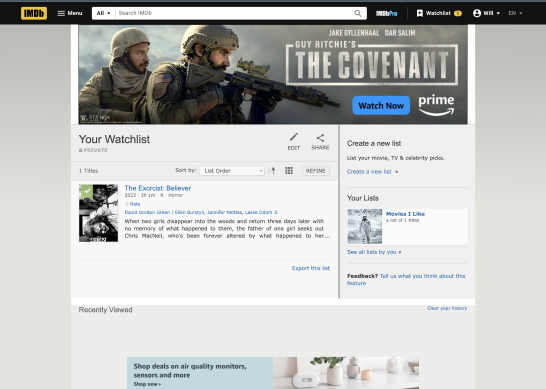 IMDb
Menu
All
Search IMDb
IMDbPro
Watchlist 1
Will
EN
JAKE GYLLENHAAL DAR SALIM
GUY RITCHIE'S
THE COVENANT
Watch Now
prime
Your Watchlist
PRIVATE
EDIT
SHARE
1 Titles
Sort by:
List Order
REFINE
The Exorcist: Believer
2023 · 2h 1m · R · Horror
Rate
David Gordon Green | Ellen Burstyn, Jennifer Nettles, Leslie Odom Jr.
When two girls disappear into the woods and return three days later with
no memory of what happened to them, the father of one girl seeks out
Chris MacNeil, who's been forever altered by what happened to her...
Export this list
Create a new list
List your movie, TV & celebrity picks.
Create a new list »
Your Lists
Movies I Like
a list of 1 titles
See all lists by you »
Feedback? Tell us what you think about this
feature
Recently Viewed
Clear your history
Shop deals on air quality monitors,
sensors and more
Shop now ›